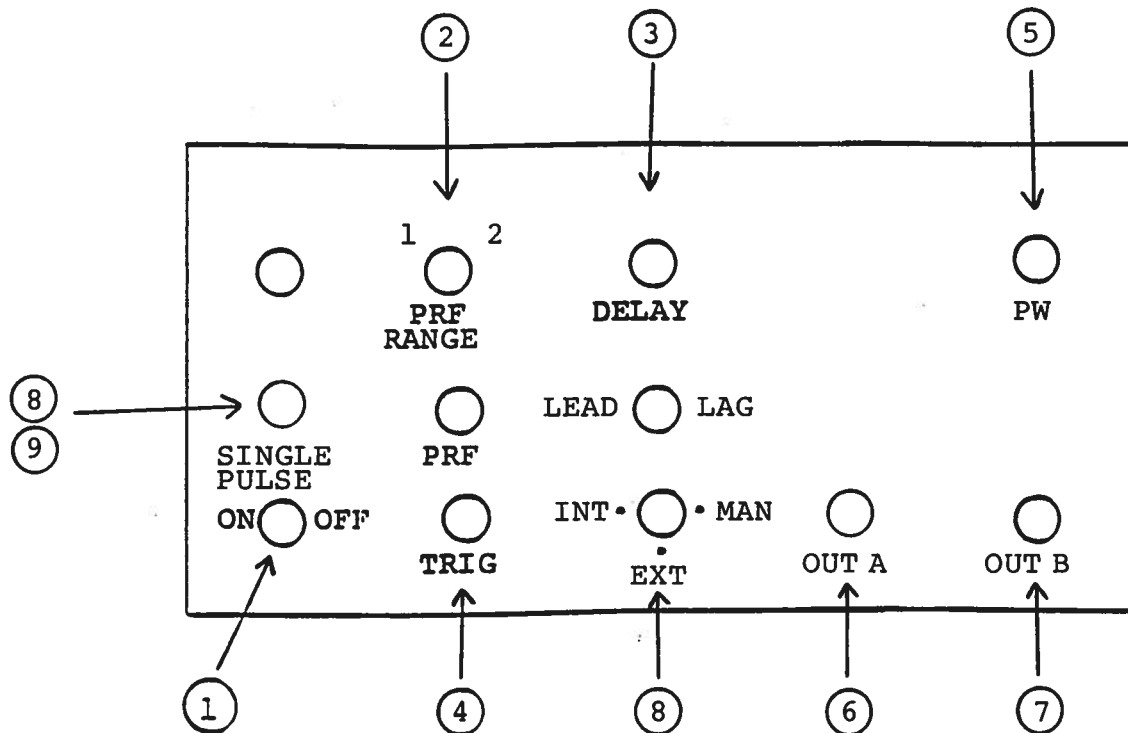 2 3 5
1 2
PRF
RANGE
DELAY
PW
8
9
SINGLE
PULSE
PRF
LEAD LAG
ON OFF
TRIG
INT • • MAN
•
EXT
OUT A
OUT B
1 4 8 6 7